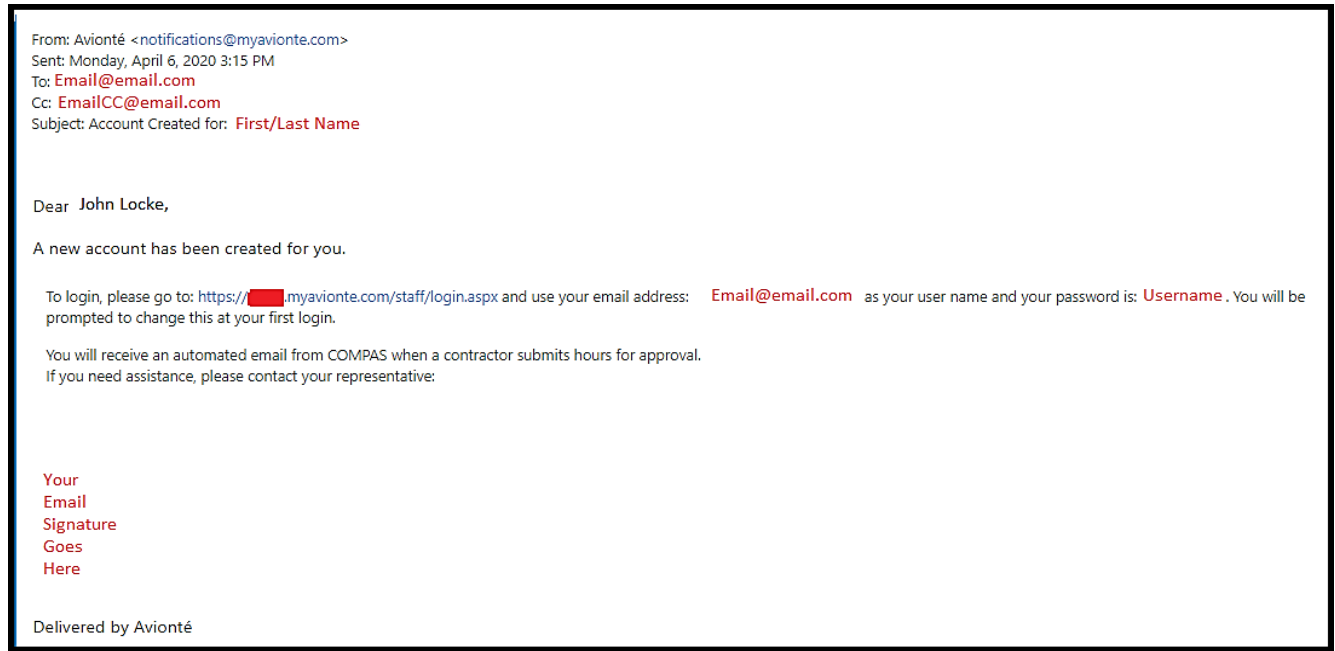 From: Avionté <notifications@myavionte.com>
Sent: Monday, April 6, 2020 3:15 PM
To: Email@email.com
Cc: EmailCC@email.com
Subject: Account Created for: First/Last Name
Dear John Locke,
A new account has been created for you.
To login, please go to: https:// .myavionte.com/staff/login.aspx and use your email address: Email@email.com as your user name and your password is: Username. You will be
prompted to change this at your first login.
You will receive an automated email from COMPAS when a contractor submits hours for approval.
If you need assistance, please contact your representative:
Your
Email
Signature
Goes
Here
Delivered by Avionté